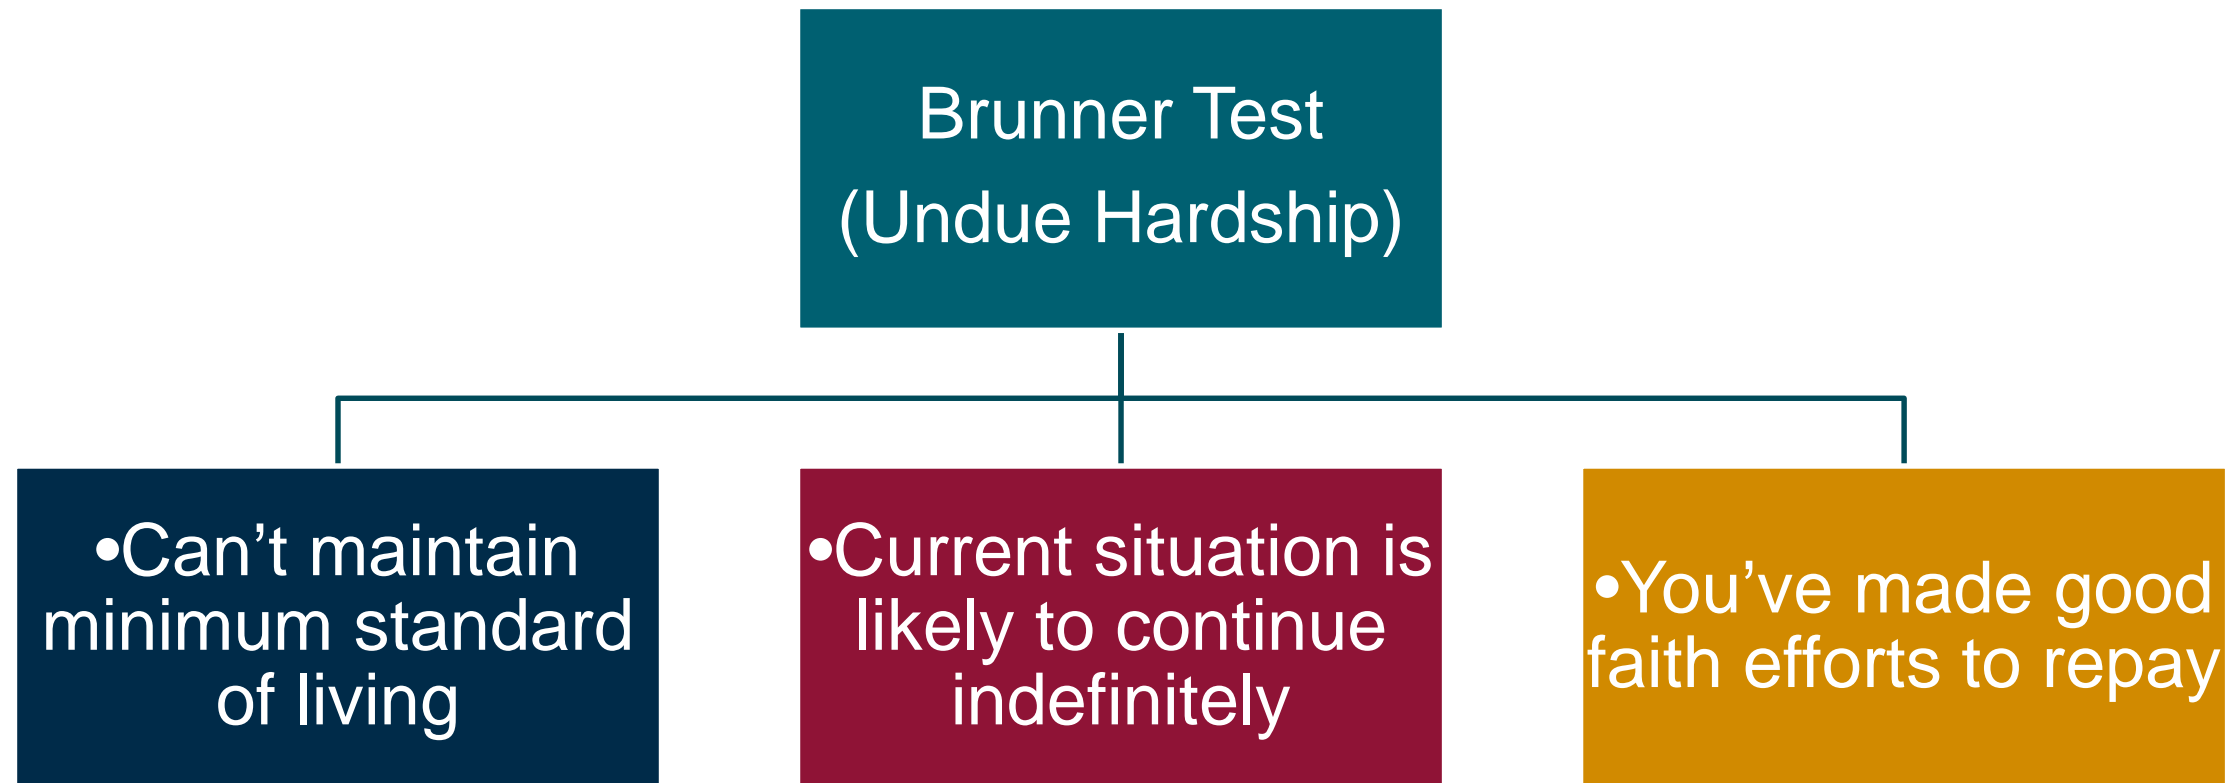 Brunner Test
(Undue Hardship)
•Can’t maintain
minimum standard
of living
•Current situation is
likely to continue
indefinitely
•You’ve made good
faith efforts to repay